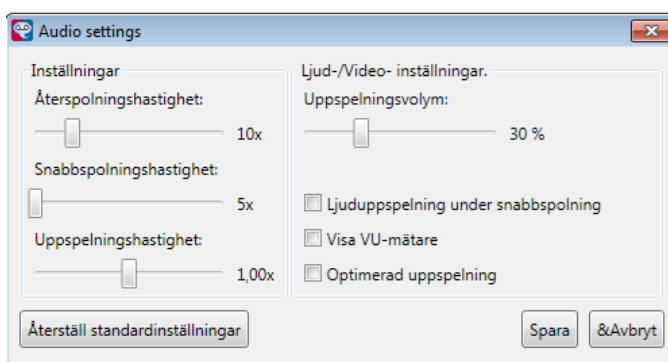 Audio settings
Inställningar
Återspolningshastighet:
10x
Snabbspolningshastighet:
5x
Uppspelningshastighet:
1,00x
Ljud-/Video- inställningar.
Uppspelningsvolym:
30 %
Ljuduppspelning under snabbspolning
Visa VU-mätare
Optimerad uppspelning
Återställ standardinställningar
Spara
&Avbryt